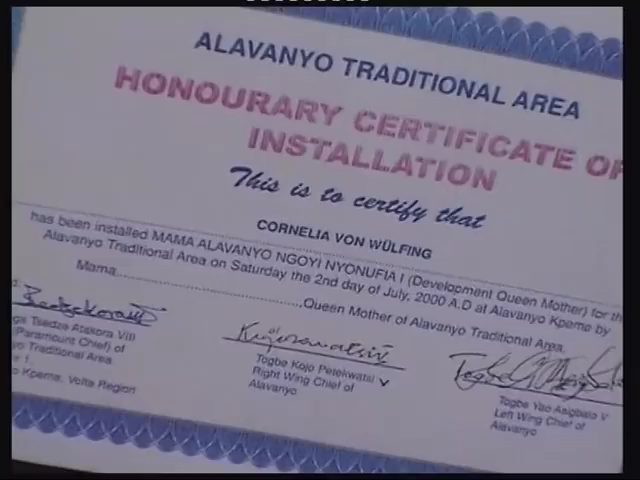 ALAVANYO TRADITIONAL AREA
HONOURARY CERTIFICATE OF
INSTALLATION
This is to certify that
CORNELIA VON WÜLFING
has been installed MAMA ALAVANYO NGOYI NYONUFIA I (Development Queen Mother) for the
Alavanyo Traditional Area on Saturday the 2nd day of July, 2000 A.D at Alavanyo Kpeme by
Mama..............................................Queen Mother of Alavanyo Traditional Area.
Togbe Kojo Petekwatai V
Right Wing Chief of
Alavanyo
Tsedze Atakora VIII
(Paramount Chief) of
Traditional Area
Kpeme, Volta Region
Togbe Yao Asigbato V
Left Wing Chief of
Alavanyo